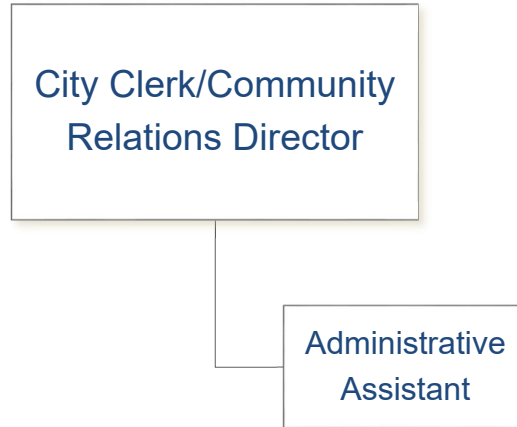 City Clerk/Community
Relations Director
Administrative
Assistant